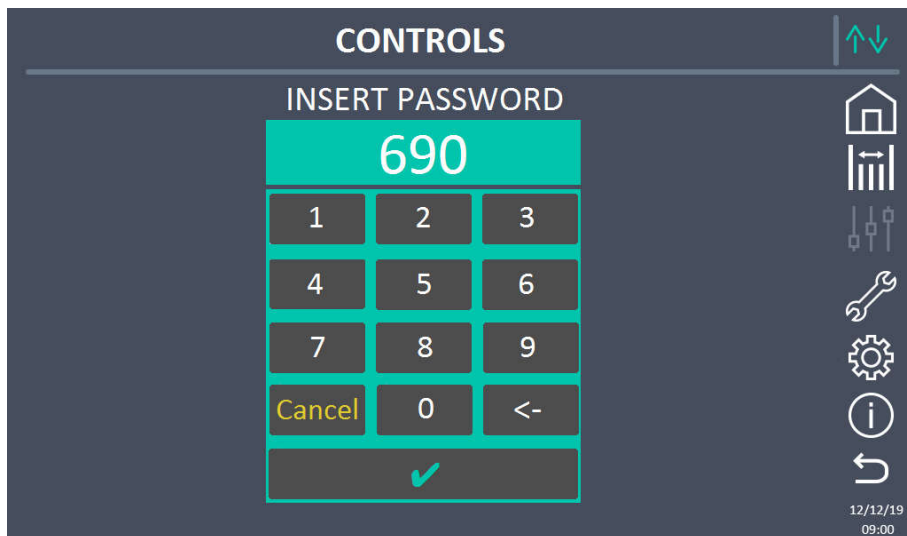 CONTROLS
INSERT PASSWORD
690
1 2 3
4 5 6
7 8 9
Cancel 0 <-
12/12/19
09:00